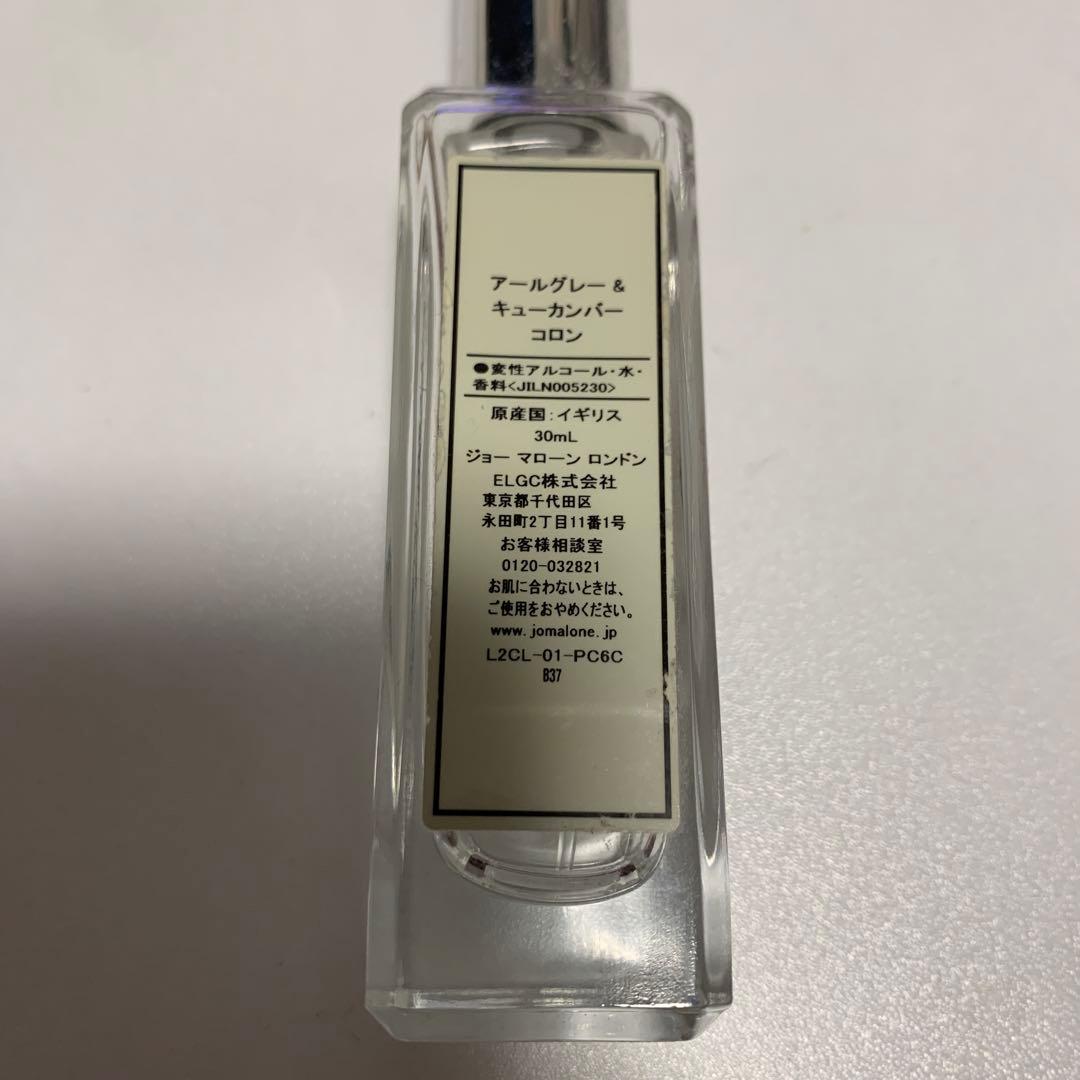 アールグレー &
キューカンバー
コロン
●変性アルコール・水・
香料<JILN005230>
原産国:イギリス
30mL
ジョー マローン ロンドン
ELGC株式会社
東京都千代田区
永田町2丁目11番1号
お客様相談室
0120-032821
お肌に合わないときは、
ご使用をおやめください。
www.jomalone.jp
L2CL-01-PC6C
B37